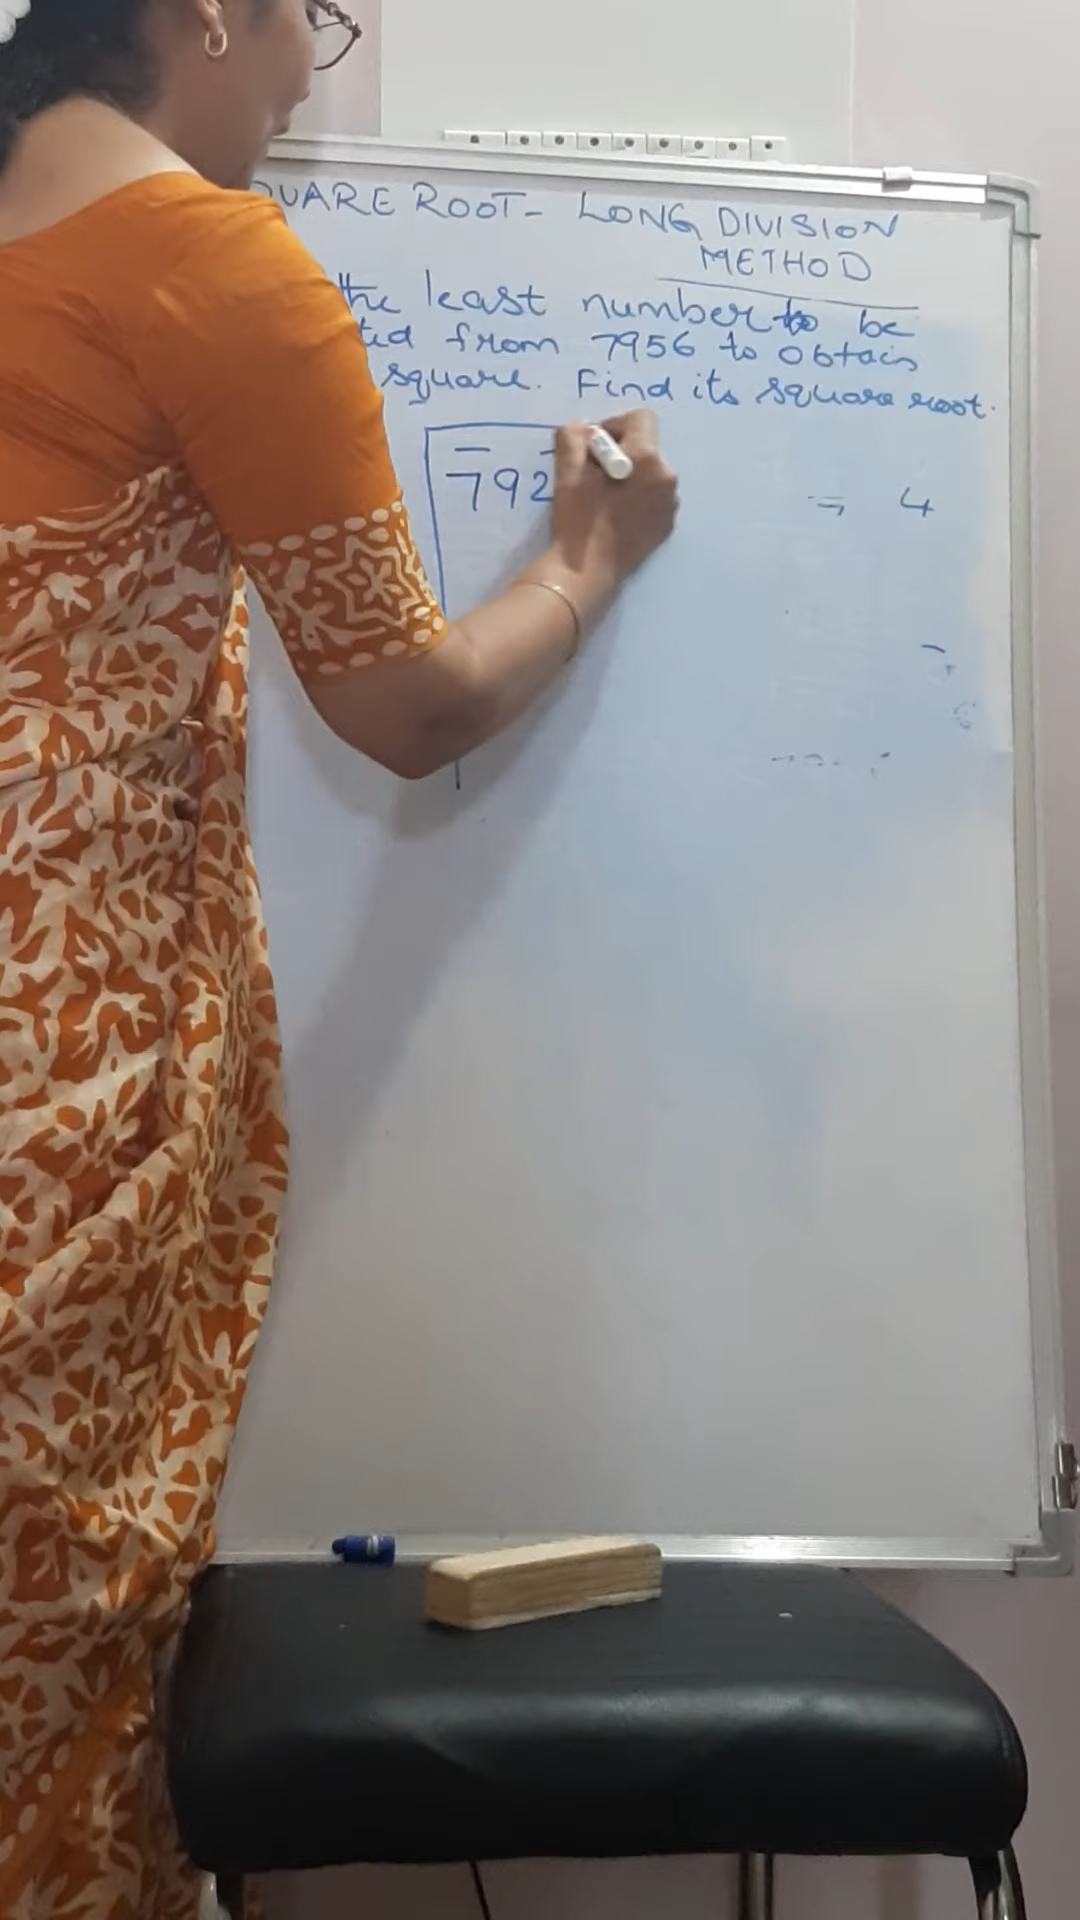 QUARE ROOT - LONG DIVISION
METHOD
the least number to be
ted from 7956 to obtain
square. Find its square root.
792
= 4